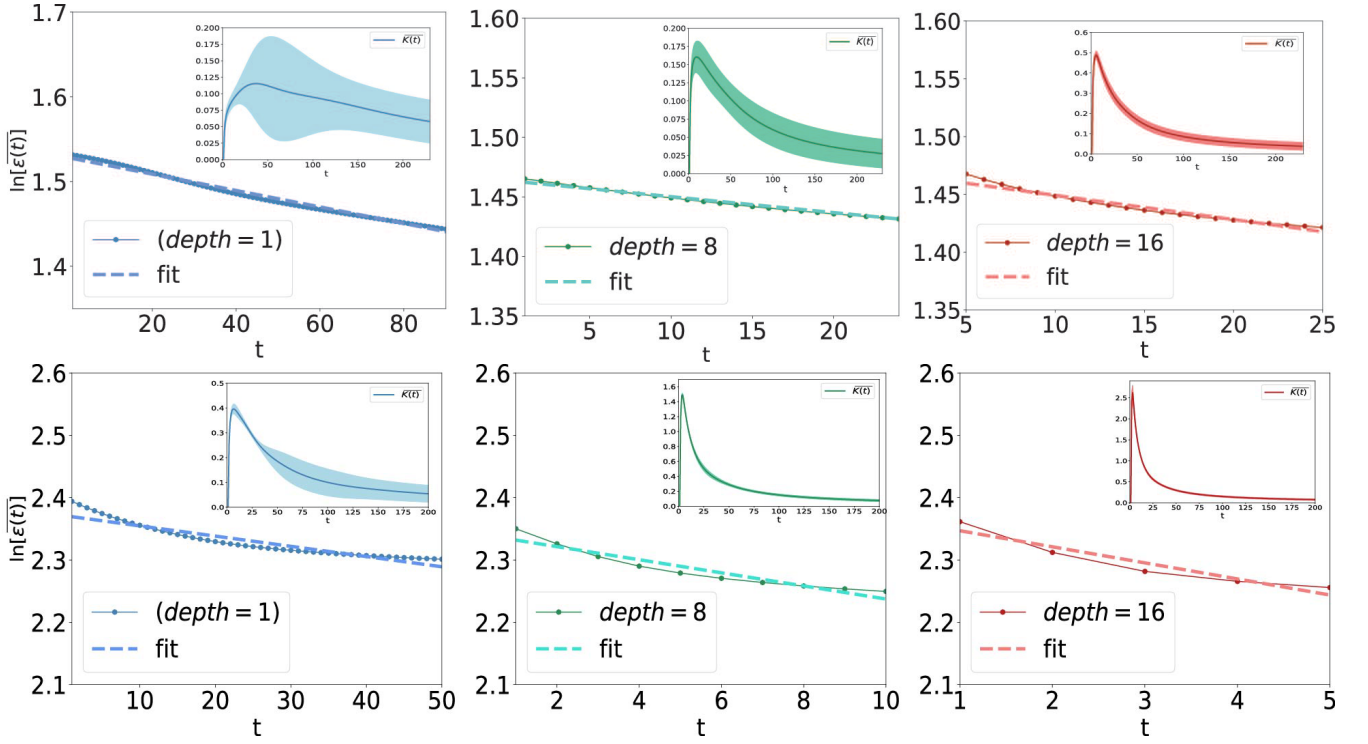 1.7
1.6
1.5
1.4
ln[ε(t)]
20 40 60 80
t
(depth = 1)
fit
K(t)
0.200
0.175
0.150
0.125
0.100
0.075
0.050
0.025
0.000
0 50 100 150 200
t
1.60
1.55
1.50
1.45
1.40
1.35
5 10 15 20
t
depth = 8
fit
K(t)
0.200
0.175
0.150
0.125
0.100
0.075
0.050
0.025
0.000
0 50 100 150 200
t
1.60
1.55
1.50
1.45
1.40
1.35
5 10 15 20 25
t
depth = 16
fit
K(t)
0.6
0.5
0.4
0.3
0.2
0.1
0.0
0 50 100 150 200
t
2.6
2.5
2.4
2.3
2.2
2.1
ln[ε(t)]
10 20 30 40 50
t
(depth = 1)
fit
K(t)
0.5
0.4
0.3
0.2
0.1
0.0
0 25 50 75 100 125 150 175 200
t
2.6
2.5
2.4
2.3
2.2
2.1
2 4 6 8 10
t
depth = 8
fit
K(t)
1.6
1.4
1.2
1.0
0.8
0.6
0.4
0.2
0.0
0 25 50 75 100 125 150 175 200
t
2.6
2.5
2.4
2.3
2.2
2.1
1 2 3 4 5
t
depth = 16
fit
K(t)
2.5
2.0
1.5
1.0
0.5
0.0
0 25 50 75 100 125 150 175 200
t